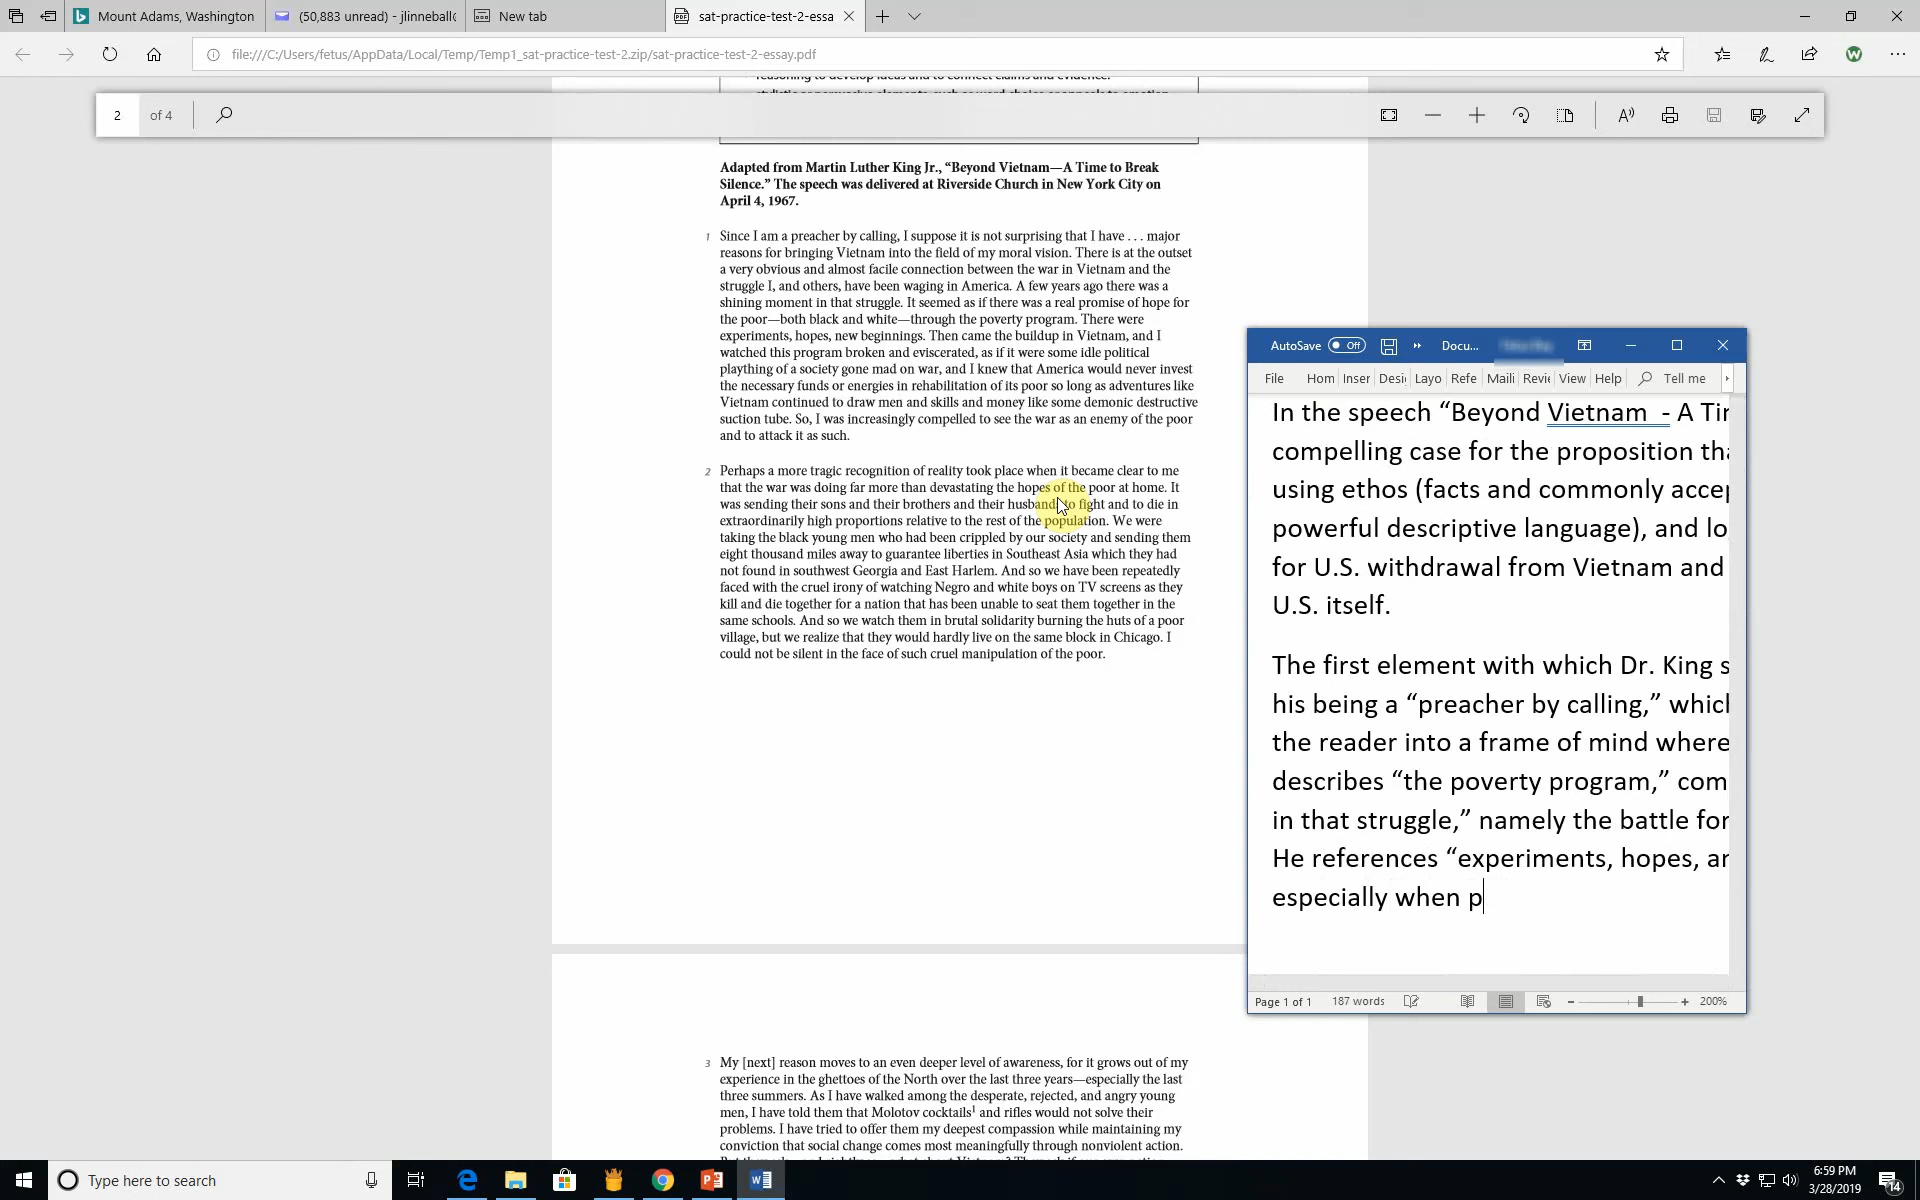 Mount Adams, Washington
(50,883 unread) - jlinneball
New tab
sat-practice-test-2-essa
file:///C:/Users/fetus/AppData/Local/Temp/Temp1_sat-practice-test-2.zip/sat-practice-test-2-essay.pdf
reasoning to develop ideas and to connect claims and evidence.
2 of 4
Adapted from Martin Luther King Jr., “Beyond Vietnam—A Time to Break
Silence.” The speech was delivered at Riverside Church in New York City on
April 4, 1967.
1 Since I am a preacher by calling, I suppose it is not surprising that I have . . . major
reasons for bringing Vietnam into the field of my moral vision. There is at the outset
a very obvious and almost facile connection between the war in Vietnam and the
struggle I, and others, have been waging in America. A few years ago there was a
shining moment in that struggle. It seemed as if there was a real promise of hope for
the poor—both black and white—through the poverty program. There were
experiments, hopes, new beginnings. Then came the buildup in Vietnam, and I
watched this program broken and eviscerated, as if it were some idle political
plaything of a society gone mad on war, and I knew that America would never invest
the necessary funds or energies in rehabilitation of its poor so long as adventures like
Vietnam continued to draw men and skills and money like some demonic destructive
suction tube. So, I was increasingly compelled to see the war as an enemy of the poor
and to attack it as such.
2 Perhaps a more tragic recognition of reality took place when it became clear to me
that the war was doing far more than devastating the hopes of the poor at home. It
was sending their sons and their brothers and their husbands to fight and to die in
extraordinarily high proportions relative to the rest of the population. We were
taking the black young men who had been crippled by our society and sending them
eight thousand miles away to guarantee liberties in Southeast Asia which they had
not found in southwest Georgia and East Harlem. And so we have been repeatedly
faced with the cruel irony of watching Negro and white boys on TV screens as they
kill and die together for a nation that has been unable to seat them together in the
same schools. And so we watch them in brutal solidarity burning the huts of a poor
village, but we realize that they would hardly live on the same block in Chicago. I
could not be silent in the face of such cruel manipulation of the poor.
3 My [next] reason moves to an even deeper level of awareness, for it grows out of my
experience in the ghettoes of the North over the last three years—especially the last
three summers. As I have walked among the desperate, rejected, and angry young
men, I have told them that Molotov cocktails1 and rifles would not solve their
problems. I have tried to offer them my deepest compassion while maintaining my
conviction that social change comes most meaningfully through nonviolent action.
AutoSave Off Docu...
File Hom Inser Desi Layo Refe Maili Revie View Help Tell me
In the speech “Beyond Vietnam - A Tir
compelling case for the proposition tha
using ethos (facts and commonly accep
powerful descriptive language), and lo
for U.S. withdrawal from Vietnam and
U.S. itself.
The first element with which Dr. King s
his being a “preacher by calling,” which
the reader into a frame of mind where
describes “the poverty program,” com
in that struggle,” namely the battle for
He references “experiments, hopes, an
especially when p
Page 1 of 1 187 words 200%
Type here to search
6:59 PM
3/28/2019
14